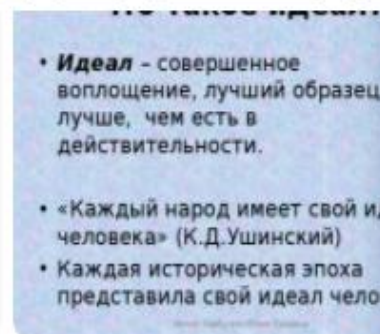 • Идеал – совершенное
воплощение, лучший образец
лучше, чем есть в
действительности.
• «Каждый народ имеет свой ид
человека» (К.Д.Ушинский)
• Каждая историческая эпоха
представила свой идеал чело